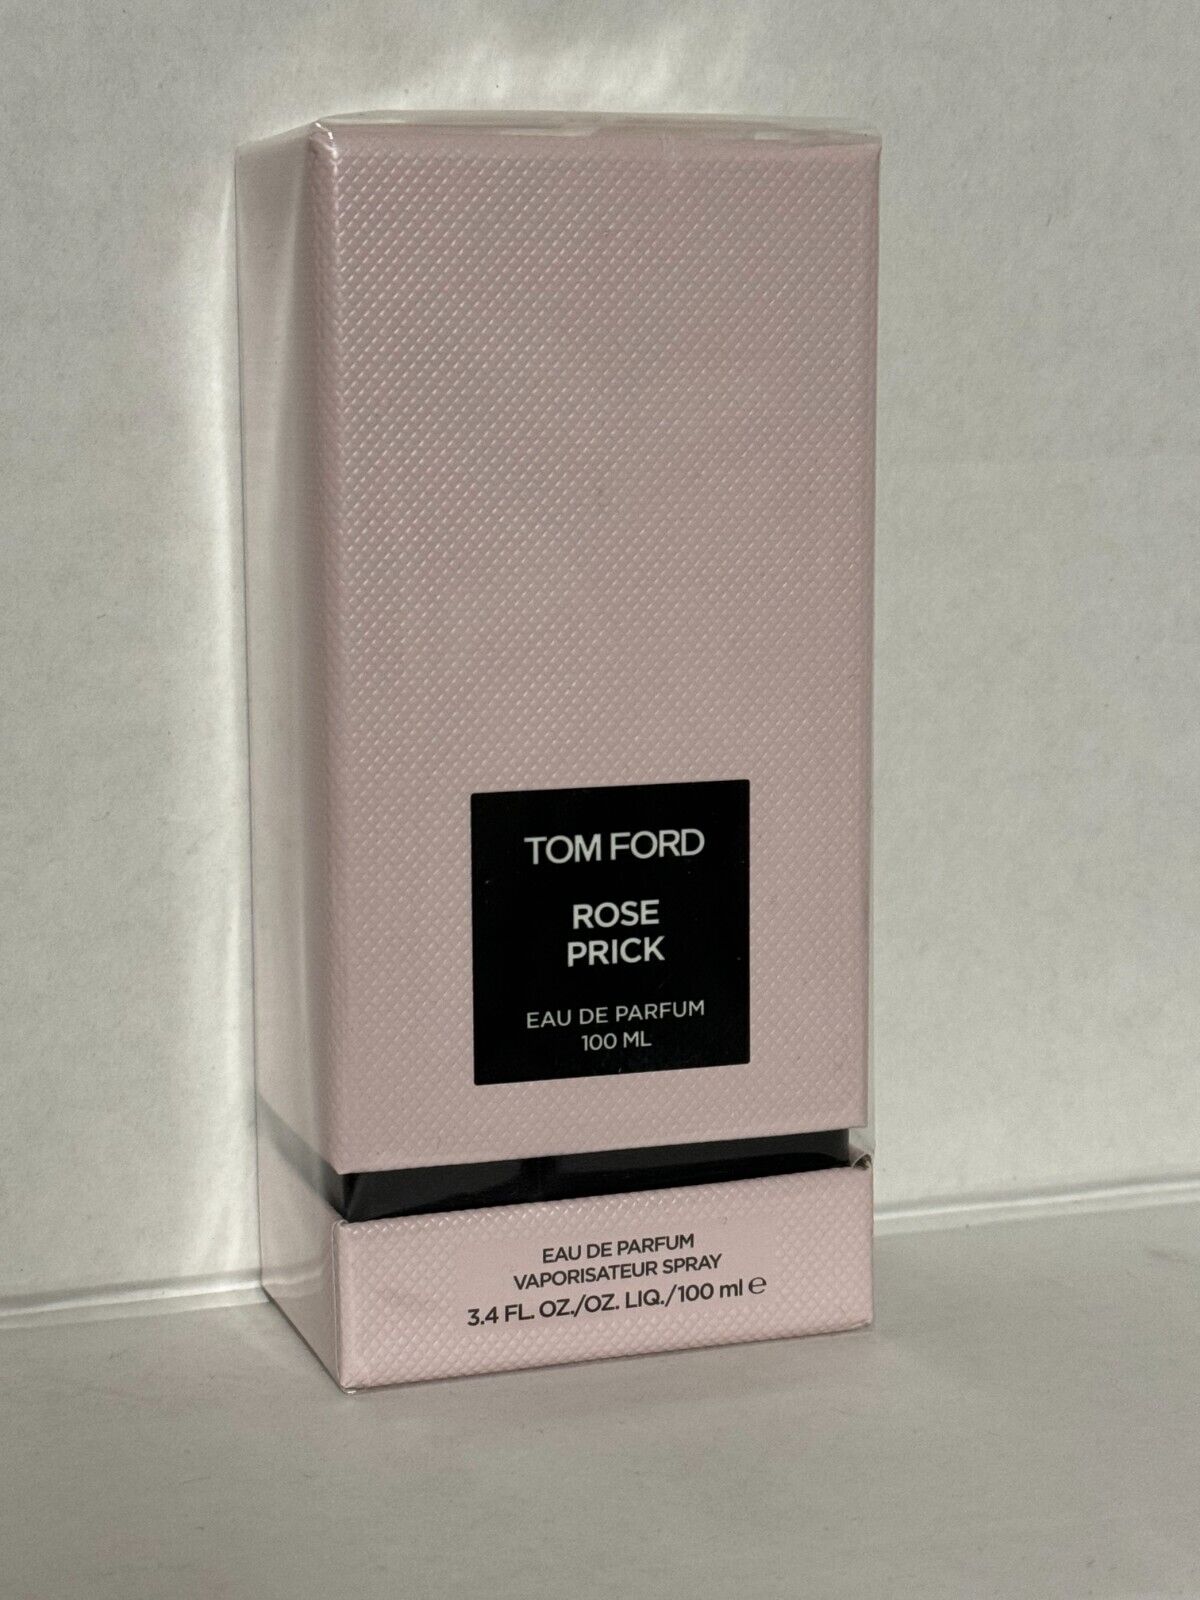 TOM FORD
ROSE
PRICK
EAU DE PARFUM
100 ML
EAU DE PARFUM
VAPORISATEUR SPRAY
3.4 FL. OZ./OZ. LIQ./100 ml ℮